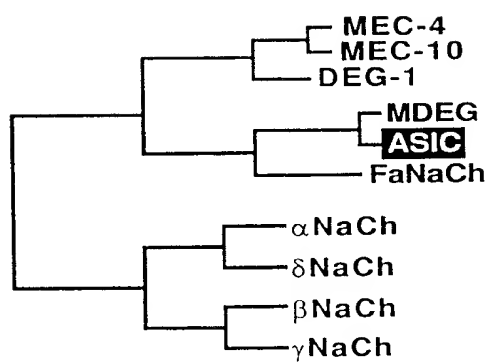 MEC-4
MEC-10
DEG-1
MDEG
ASIC
FaNaCh
αNaCh
δNaCh
βNaCh
γNaCh